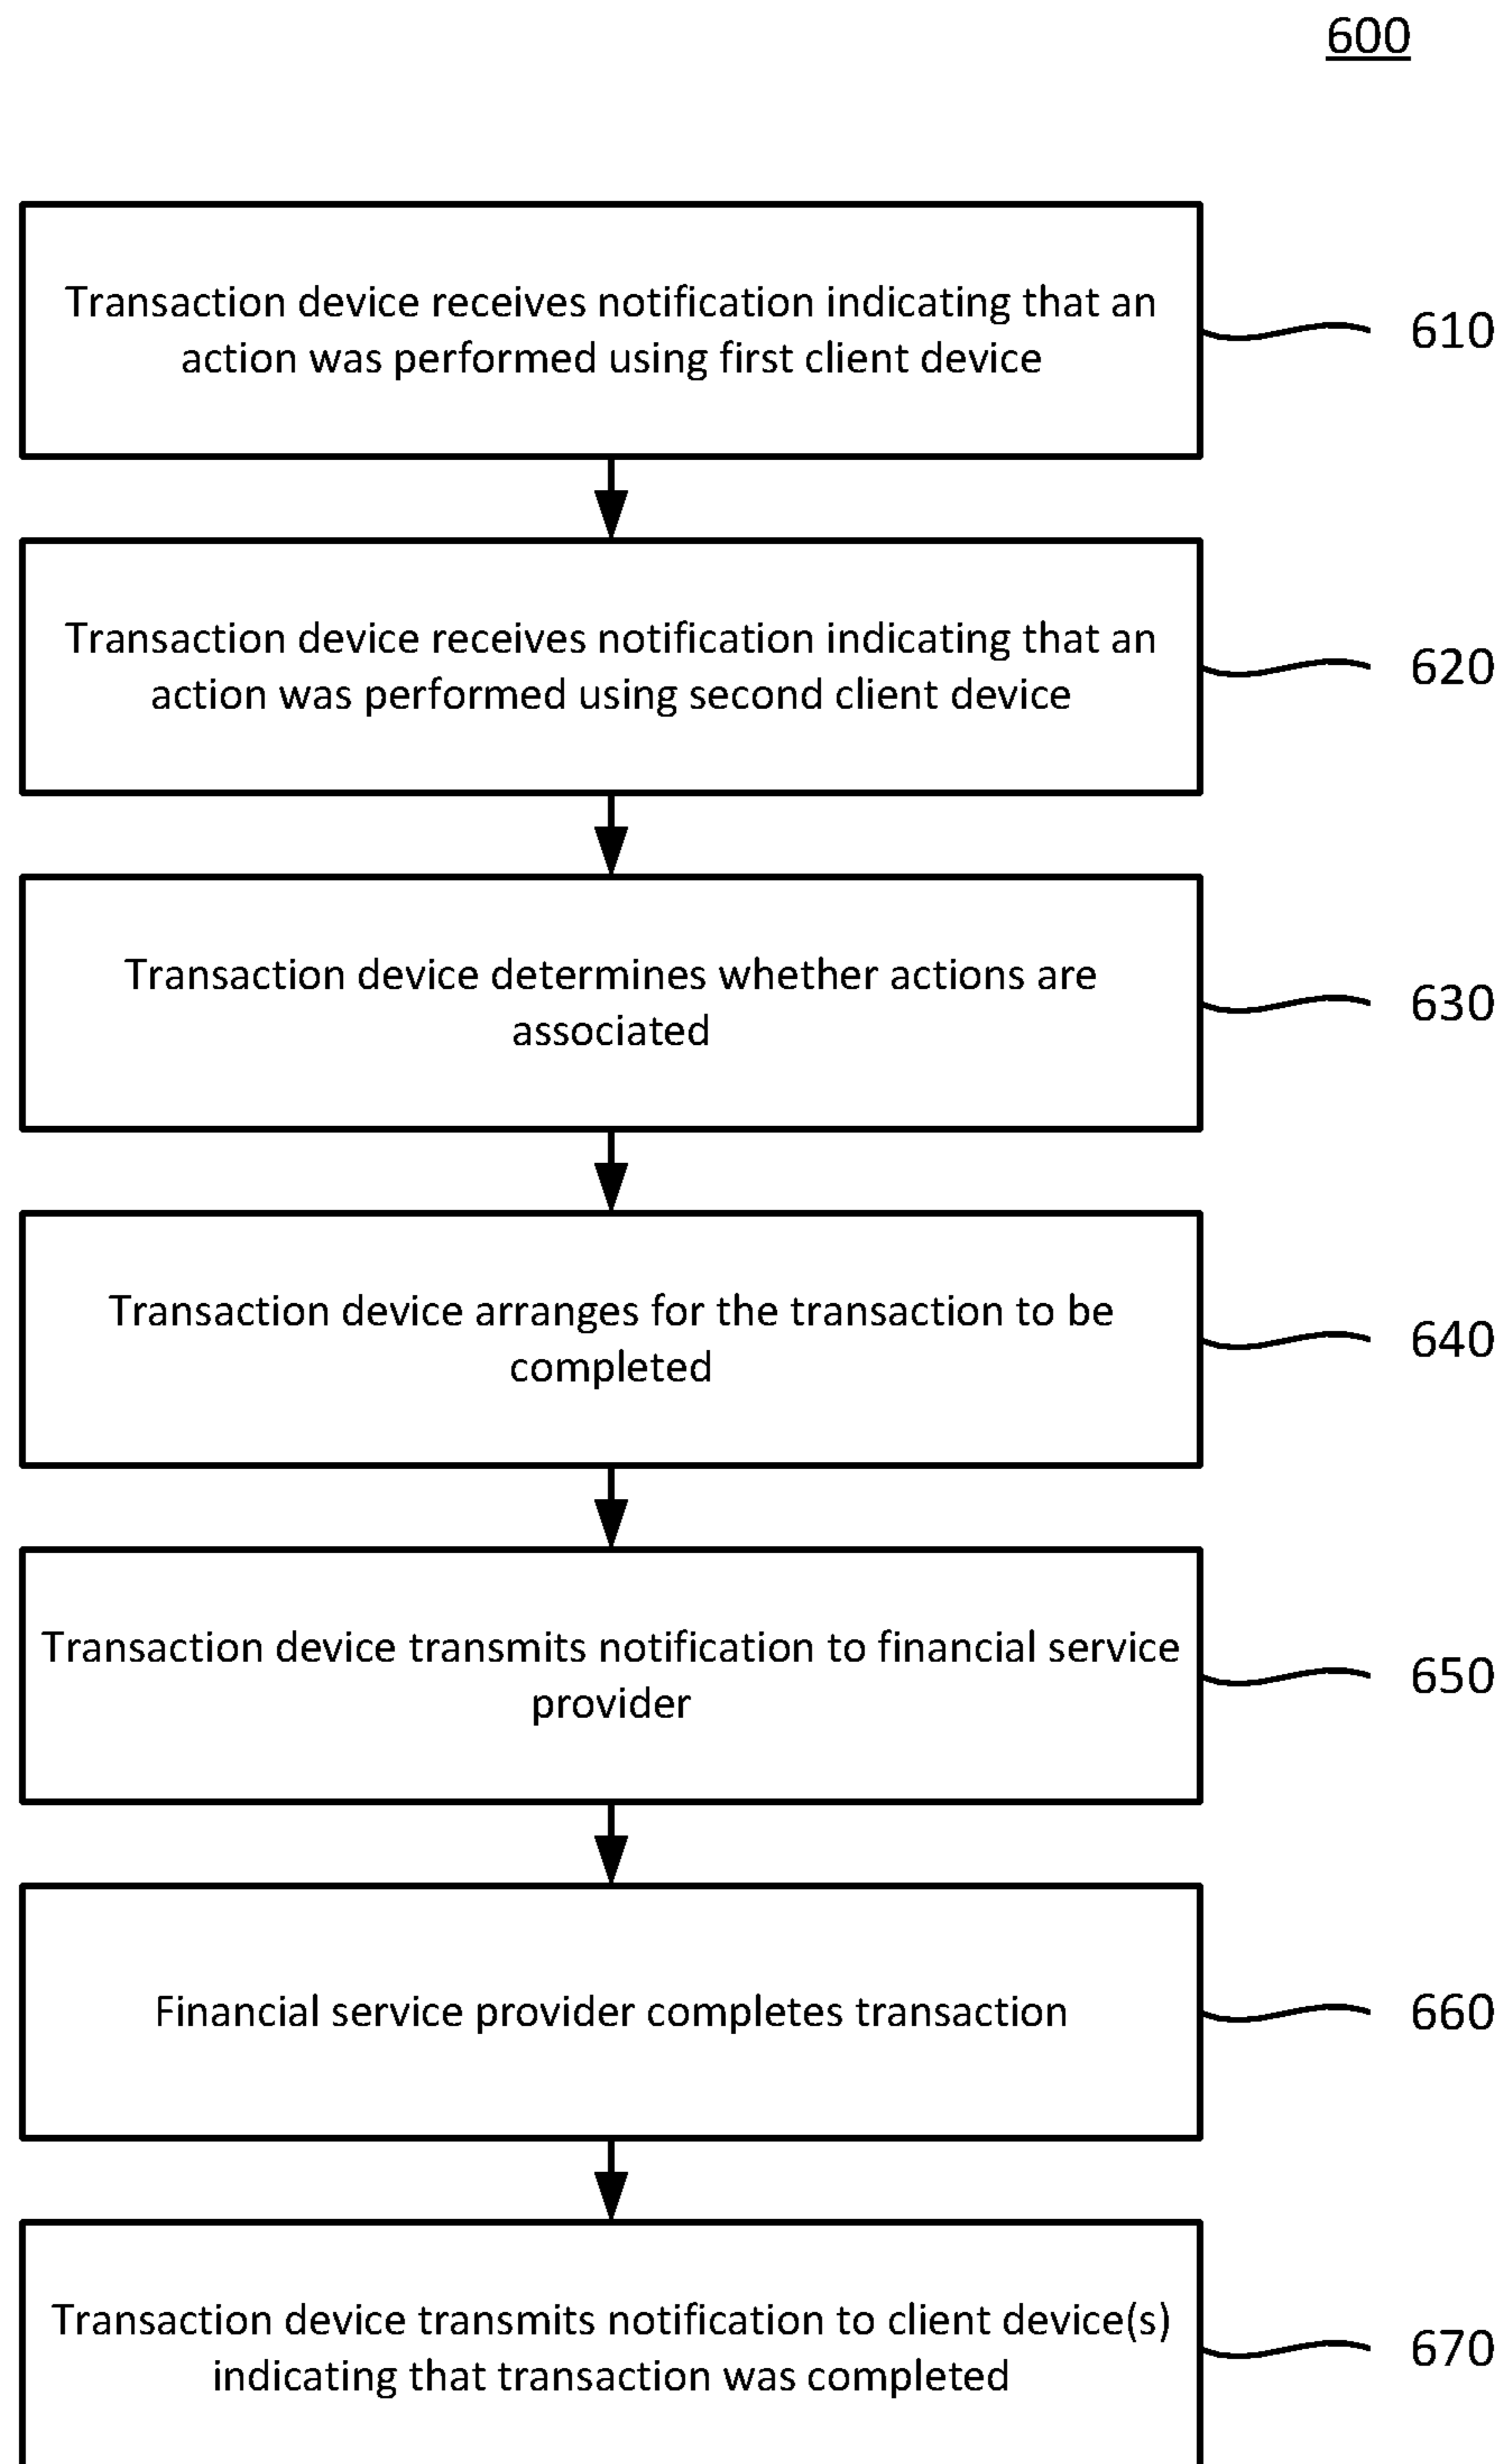 600
Transaction device receives notification indicating that an
action was performed using first client device
610
Transaction device receives notification indicating that an
action was performed using second client device
620
Transaction device determines whether actions are
associated
630
Transaction device arranges for the transaction to be
completed
640
Transaction device transmits notification to financial service
provider
650
Financial service provider completes transaction
660
Transaction device transmits notification to client device(s)
indicating that transaction was completed
670